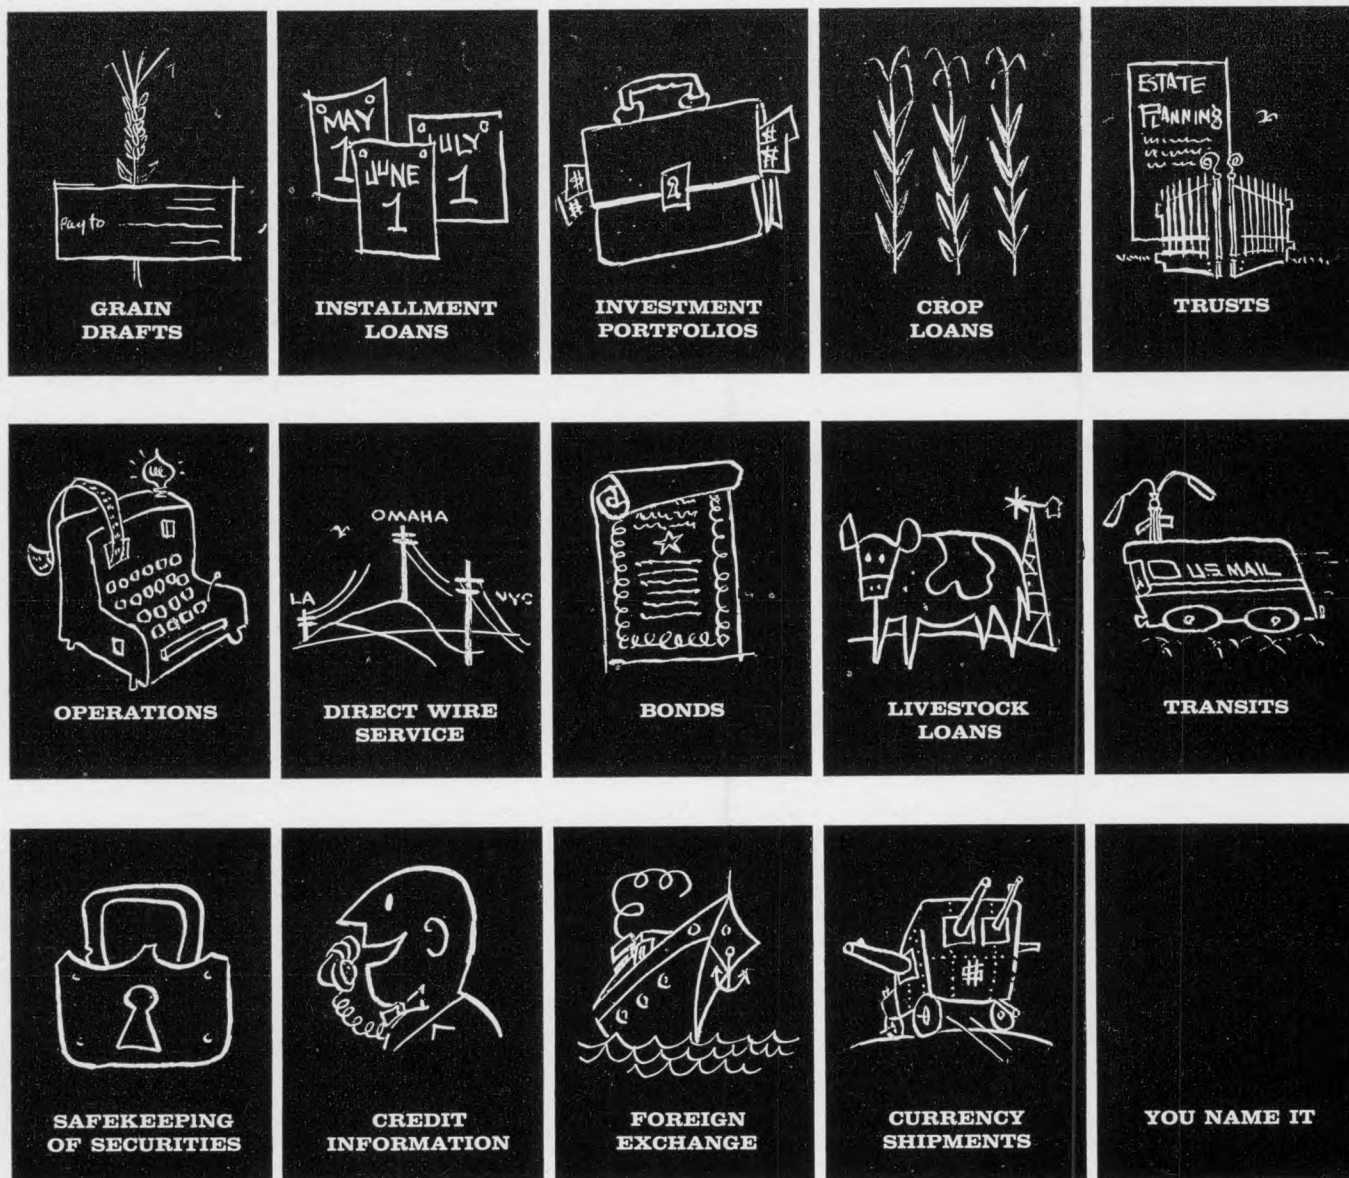 Pay to
GRAIN
DRAFTS
MAY
1
JULY
1
JUNE
1
INSTALLMENT
LOANS
$
$
$
$
INVESTMENT
PORTFOLIOS
CROP
LOANS
ESTATE
PLANNING
TRUSTS
OPERATIONS
OMAHA
LA
NYC
DIRECT WIRE
SERVICE
BONDS
LIVESTOCK
LOANS
U.S. MAIL
TRANSITS
SAFEKEEPING
OF SECURITIES
CREDIT
INFORMATION
FOREIGN
EXCHANGE
$
CURRENCY
SHIPMENTS
YOU NAME IT